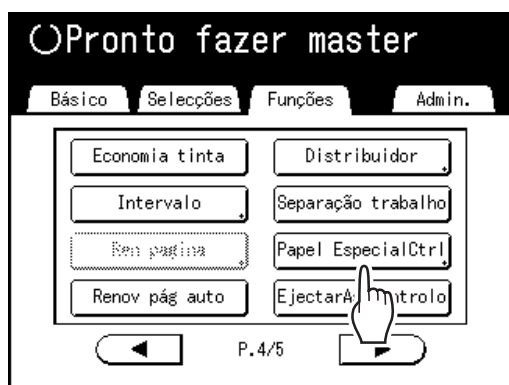 Pronto fazer master
Básico Selecções Funções Admin.
Economia tinta Distribuidor
Intervalo Separação trabalho
Ren pagina Papel EspecialCtrl
Renov pág auto
P.4/5